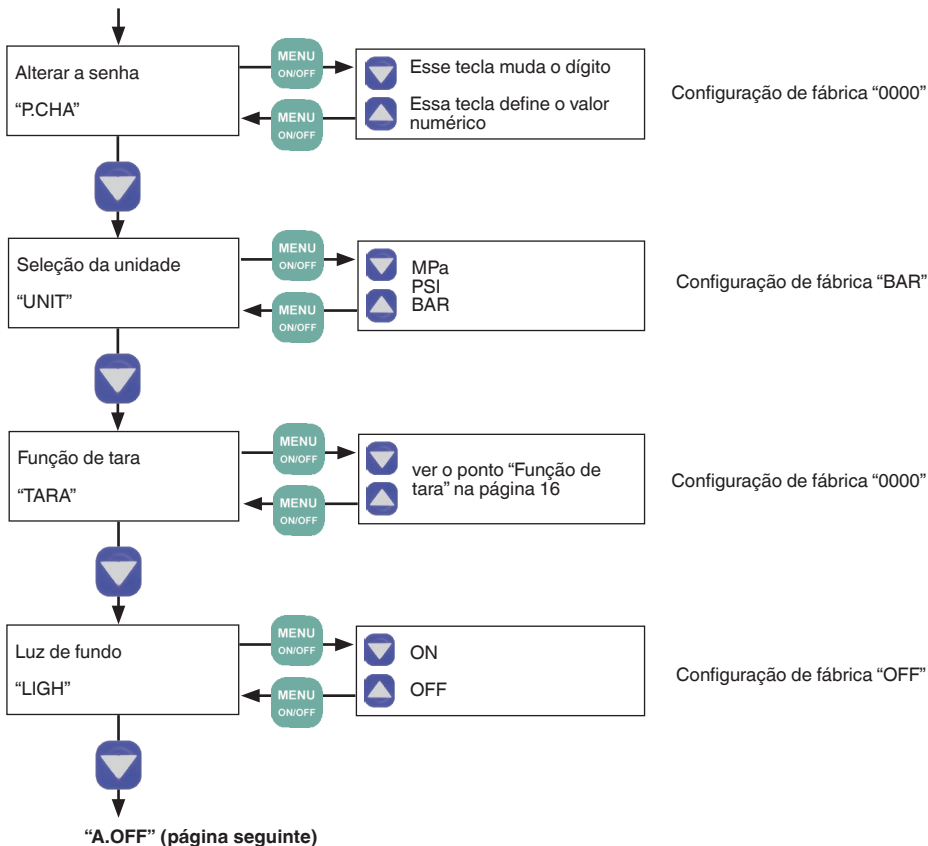 Alterar a senha
“P.CHA”
MENU
ON/OFF
MENU
ON/OFF
Esse tecla muda o dígito
Essa tecla define o valor
numérico
Configuração de fábrica “0000”
Seleção da unidade
“UNIT”
MENU
ON/OFF
MENU
ON/OFF
MPa
PSI
BAR
Configuração de fábrica “BAR”
Função de tara
“TARA”
MENU
ON/OFF
MENU
ON/OFF
ver o ponto “Função de
tara” na página 16
Configuração de fábrica “0000”
Luz de fundo
“LIGH”
MENU
ON/OFF
MENU
ON/OFF
ON
OFF
Configuração de fábrica “OFF”
“A.OFF” (página seguinte)